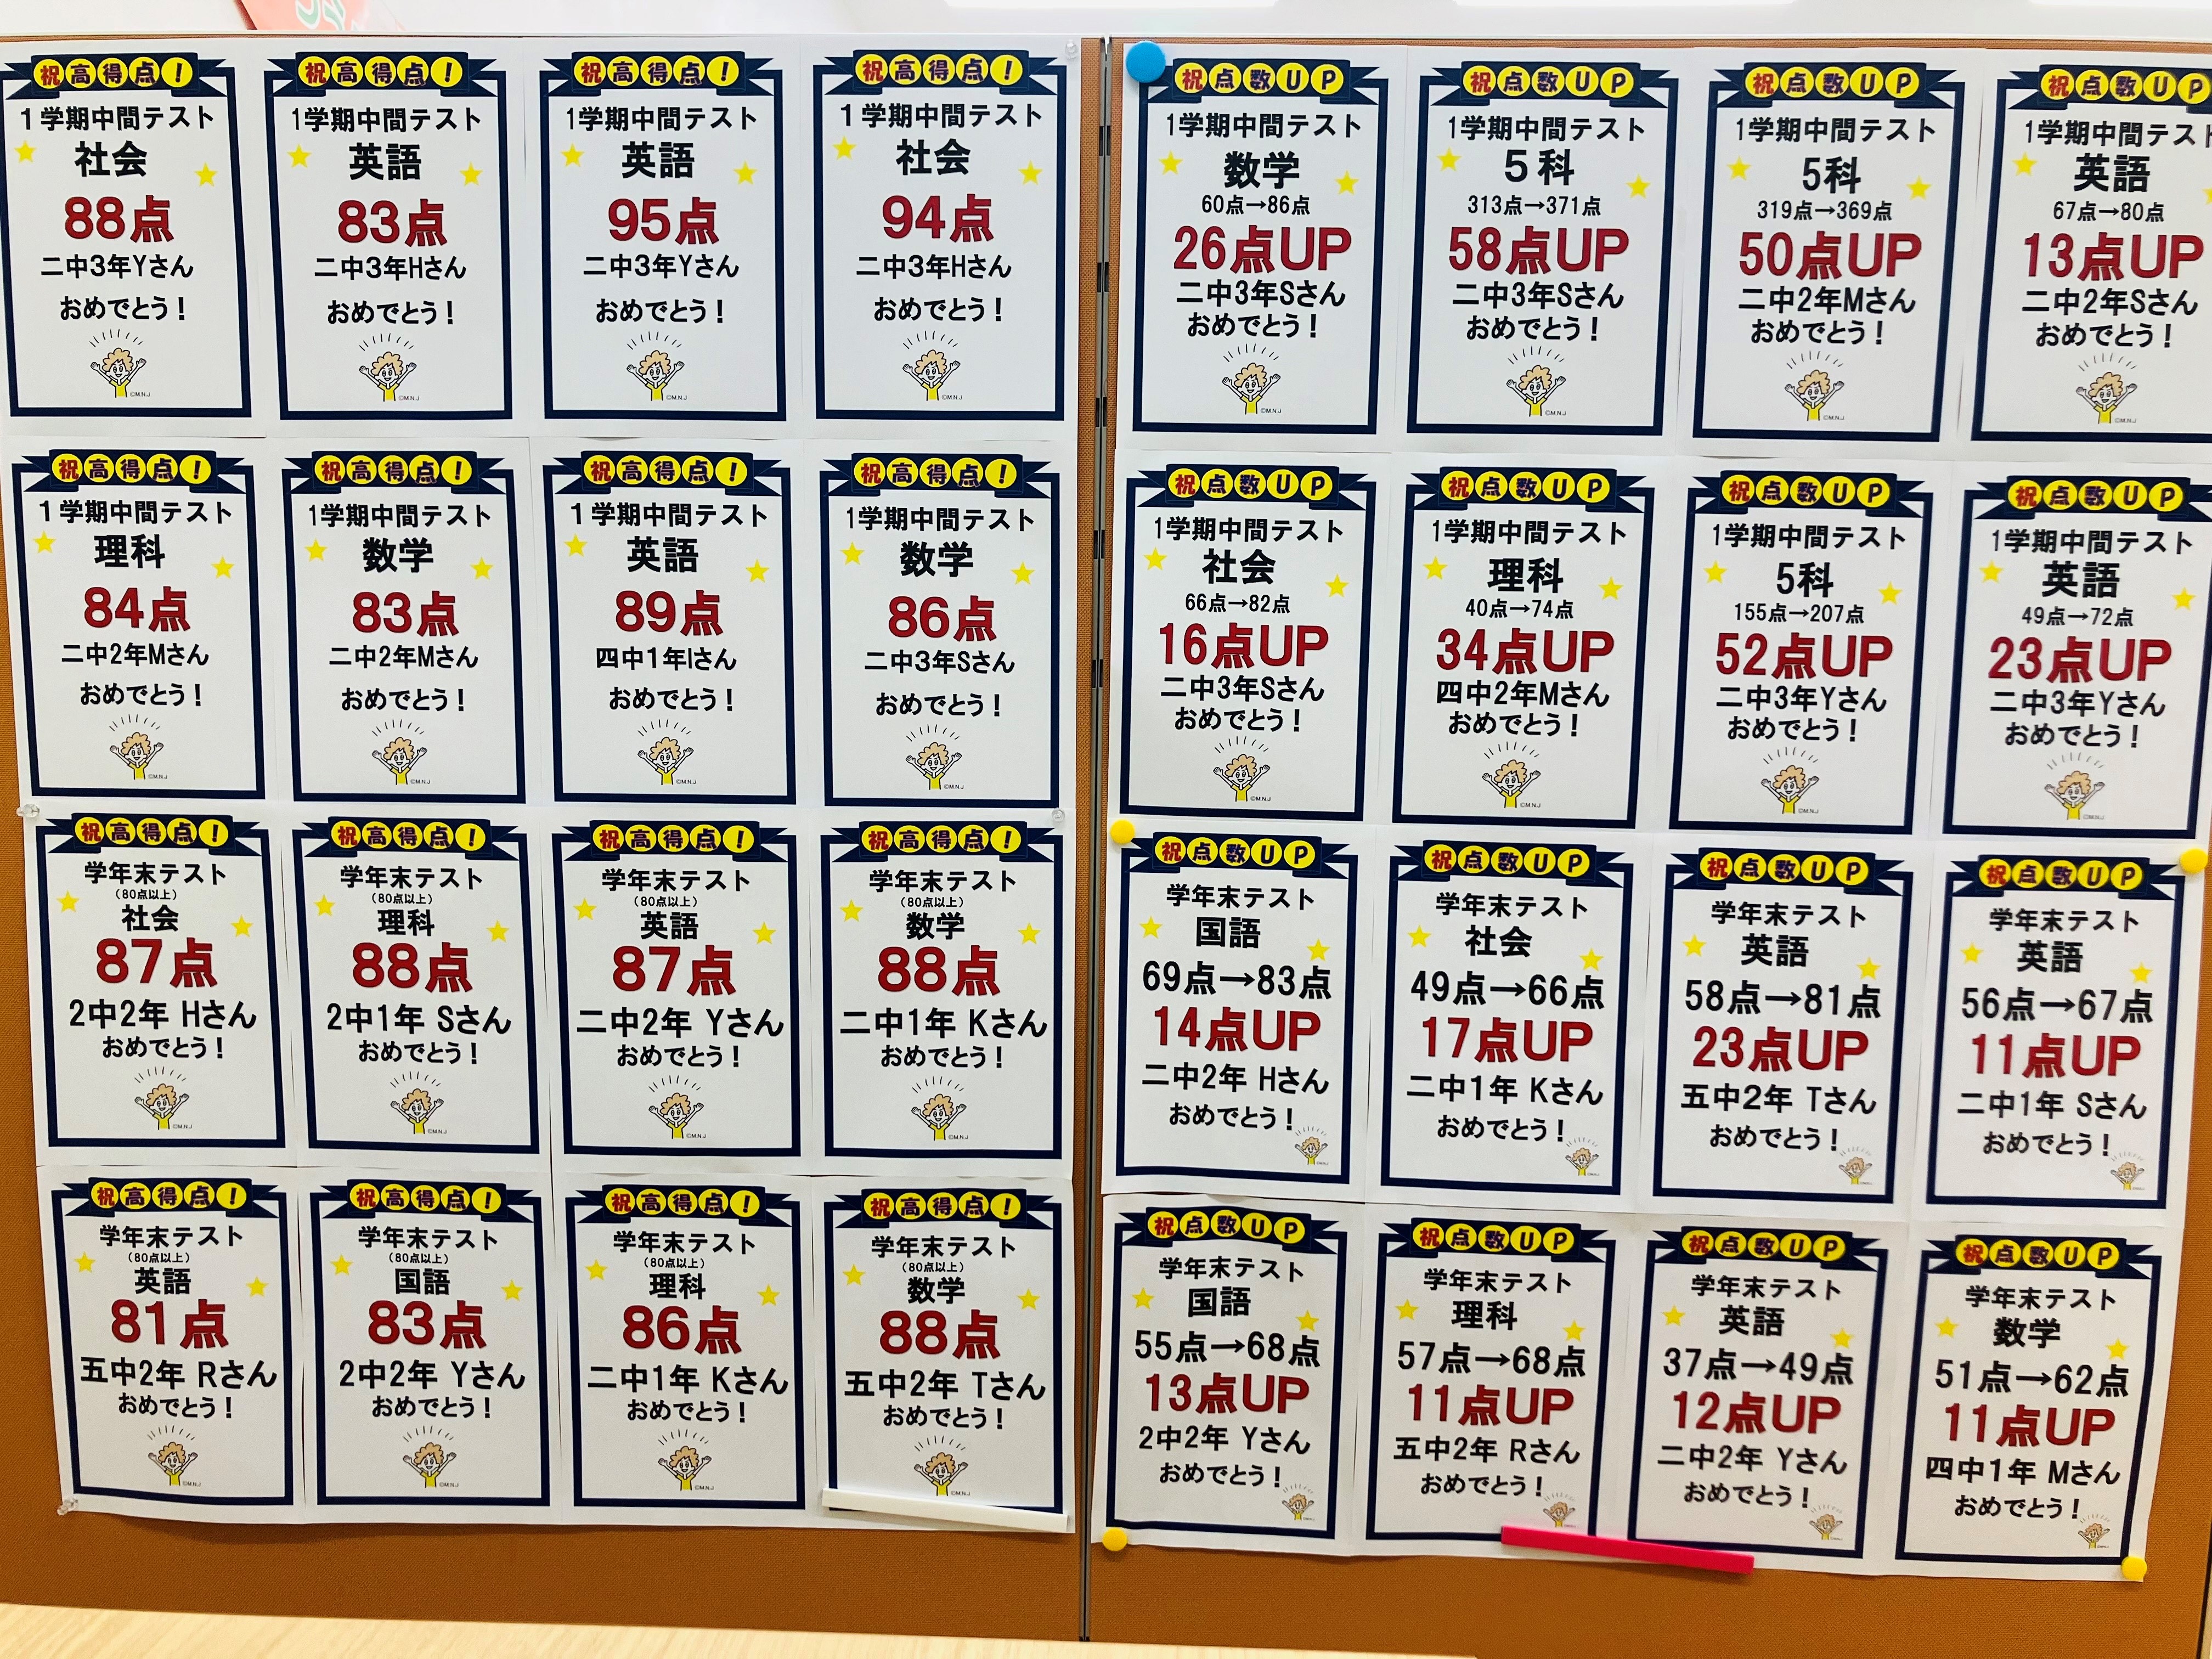 祝高得点！
１学期中間テスト
社会
88点
二中3年Yさん
おめでとう！
©M.N.J
祝高得点！
1学期中間テスト
英語
83点
二中3年Hさん
おめでとう！
©M.N.J
祝高得点！
1学期中間テスト
英語
95点
二中3年Yさん
おめでとう！
©M.N.J
祝高得点！
１学期中間テスト
社会
94点
二中3年Hさん
おめでとう！
©M.N.J
祝高得点！
１学期中間テスト
理科
84点
二中2年Mさん
おめでとう！
©M.N.J
祝高得点！
1学期中間テスト
数学
83点
二中2年Mさん
おめでとう！
©M.N.J
祝高得点！
１学期中間テスト
英語
89点
四中1年Iさん
おめでとう！
©M.N.J
祝高得点！
1学期中間テスト
数学
86点
二中3年Sさん
おめでとう！
©M.N.J
祝高得点！
学年末テスト
（80点以上）
社会
87点
2中2年 Hさん
おめでとう！
©M.N.J
祝高得点！
学年末テスト
（80点以上）
理科
88点
2中1年 Sさん
おめでとう！
©M.N.J
祝高得点！
学年末テスト
（80点以上）
英語
87点
二中2年 Yさん
おめでとう！
©M.N.J
祝高得点！
学年末テスト
（80点以上）
数学
88点
二中1年 Kさん
おめでとう！
©M.N.J
祝高得点！
学年末テスト
（80点以上）
英語
81点
五中2年 Rさん
おめでとう！
©M.N.J
祝高得点！
学年末テスト
（80点以上）
国語
83点
2中2年 Yさん
おめでとう！
©M.N.J
祝高得点！
学年末テスト
（80点以上）
理科
86点
二中1年 Kさん
おめでとう！
©M.N.J
祝高得点！
学年末テスト
（80点以上）
数学
88点
五中2年 Tさん
おめでとう！
©M.N.J
祝点数UP
1学期中間テスト
数学
60点→86点
26点UP
二中3年Sさん
おめでとう！
©M.N.J
祝点数UP
1学期中間テスト
５科
313点→371点
58点UP
二中3年Sさん
おめでとう！
©M.N.J
祝点数UP
1学期中間テスト
5科
319点→369点
50点UP
二中2年Mさん
おめでとう！
©M.N.J
祝点数UP
1学期中間テスト
英語
67点→80点
13点UP
二中2年Sさん
おめでとう！
©M.N.J
祝点数UP
1学期中間テスト
社会
66点→82点
16点UP
二中3年Sさん
おめでとう！
©M.N.J
祝点数UP
1学期中間テスト
理科
40点→74点
34点UP
四中2年Mさん
おめでとう！
©M.N.J
祝点数UP
1学期中間テスト
5科
155点→207点
52点UP
二中3年Yさん
おめでとう！
©M.N.J
祝点数UP
1学期中間テスト
英語
49点→72点
23点UP
二中3年Yさん
おめでとう！
©M.N.J
祝点数UP
学年末テスト
国語
69点→83点
14点UP
二中2年 Hさん
おめでとう！
祝点数UP
学年末テスト
社会
49点→66点
17点UP
二中1年 Kさん
おめでとう！
祝点数UP
学年末テスト
英語
58点→81点
23点UP
五中2年 Tさん
おめでとう！
祝点数UP
学年末テスト
英語
56点→67点
11点UP
二中1年 Sさん
おめでとう！
祝点数UP
学年末テスト
国語
55点→68点
13点UP
2中2年 Yさん
おめでとう！
祝点数UP
学年末テスト
理科
57点→68点
11点UP
五中2年 Rさん
おめでとう！
祝点数UP
学年末テスト
英語
37点→49点
12点UP
二中2年 Yさん
おめでとう！
祝点数UP
学年末テスト
数学
51点→62点
11点UP
四中1年 Mさん
おめでとう！